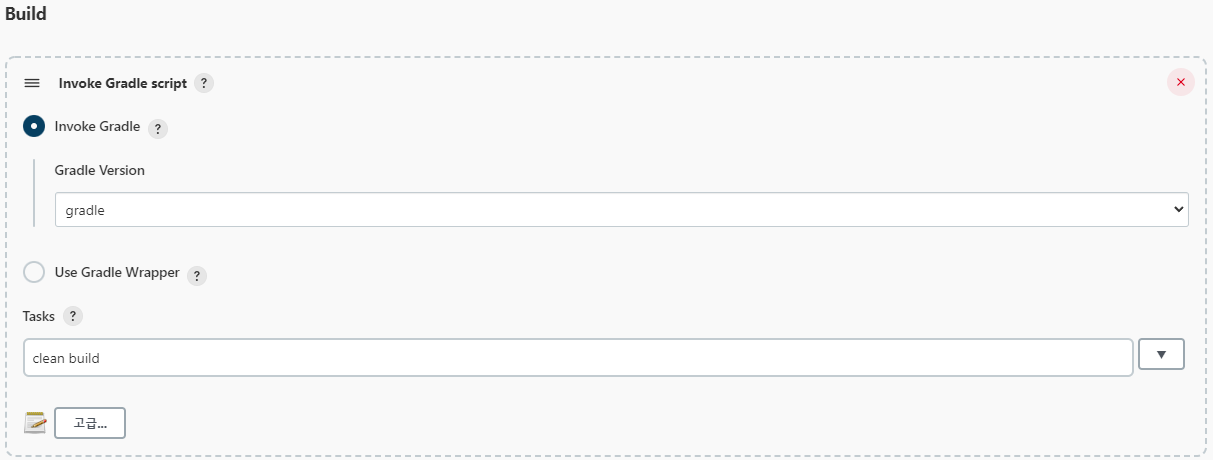 Build
Invoke Gradle script ?
Invoke Gradle ?
Gradle Version
gradle
Use Gradle Wrapper ?
Tasks ?
clean build
고급...